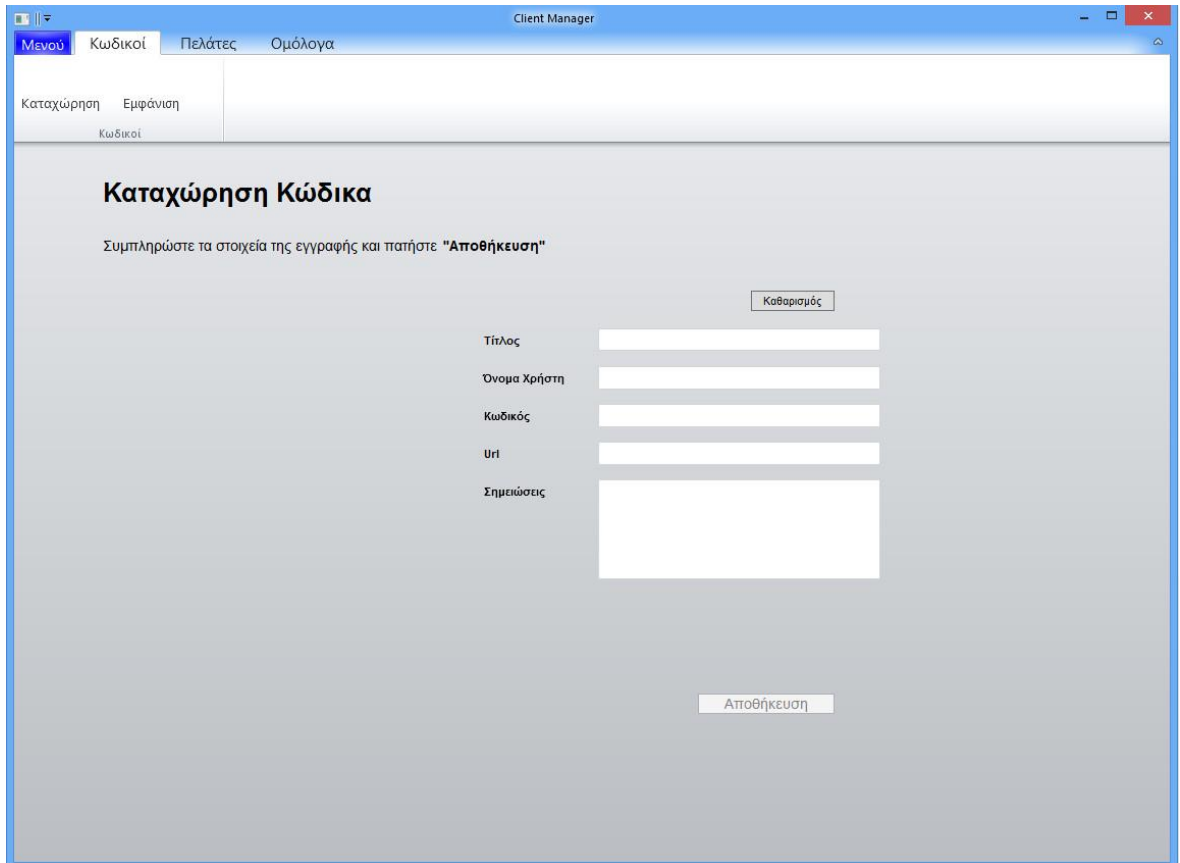 Client Manager
Μενού Κωδικοί Πελάτες Ομόλογα
Καταχώρηση Εμφάνιση
Κωδικοί
Καταχώρηση Κώδικα
Συμπληρώστε τα στοιχεία της εγγραφής και πατήστε "Αποθήκευση"
Καθαρισμός
Τίτλος
Όνομα Χρήστη
Κωδικός
Url
Σημειώσεις
Αποθήκευση